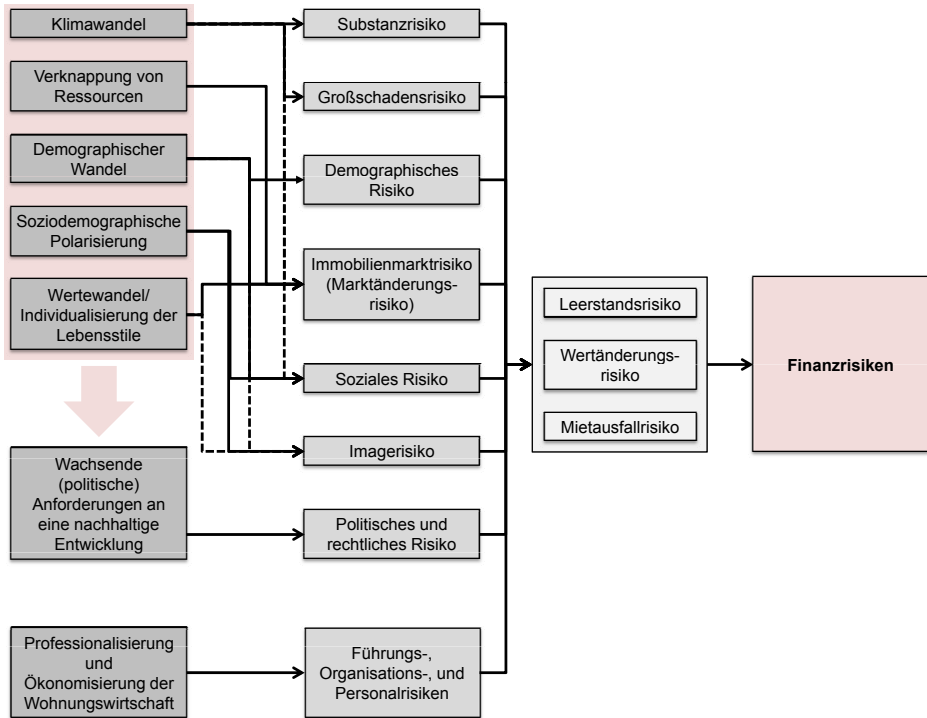 Klimawandel
Verknappung von
Ressourcen
Demographischer
Wandel
Soziodemographische
Polarisierung
Wertewandel/
Individualisierung der
Lebensstile
Wachsende
(politische)
Anforderungen an
eine nachhaltige
Entwicklung
Professionalisierung
und
Ökonomisierung der
Wohnungswirtschaft
Substanzrisiko
Großschadensrisiko
Demographisches
Risiko
Immobilienmarktrisiko
(Marktänderungs-
risiko)
Soziales Risiko
Imagerisiko
Politisches und
rechtliches Risiko
Führungs-,
Organisations-, und
Personalrisiken
Leerstandsrisiko
Wertänderungs-
risiko
Mietausfallrisiko
Finanzrisiken